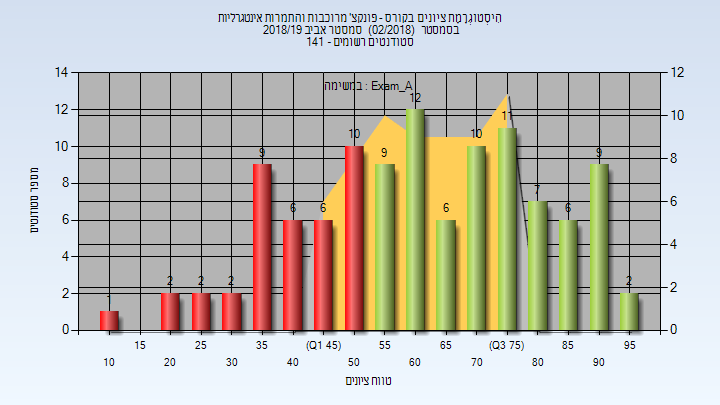 היסטוגרמת ציונים בקורס - פונקצ' מרוכבות והתמרות אינטגרליות
בסמסטר (02/2018) סמסטר אביב 2018/19
סטודנטים רשומים - 141
במשימה : Exam_A
מספר סטודנטים
14 12 10 8 6 4 2 0
12 10 8 6 4 2 0
1 2 2 2 9 6 6 10 9 12 6 10 11 7 6 9 2
15 25 35 (Q1 45) 55 65 (Q3 75) 85 95
10 20 30 40 50 60 70 80 90
טווח ציונים